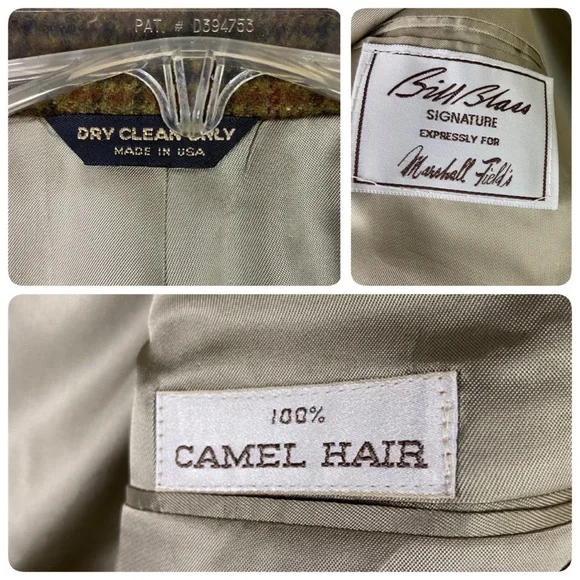 PAT. # D394753
DRY CLEAN ONLY
MADE IN USA
Bill Blass
SIGNATURE
EXPRESSLY FOR
Marshall Field's
100%
CAMEL HAIR